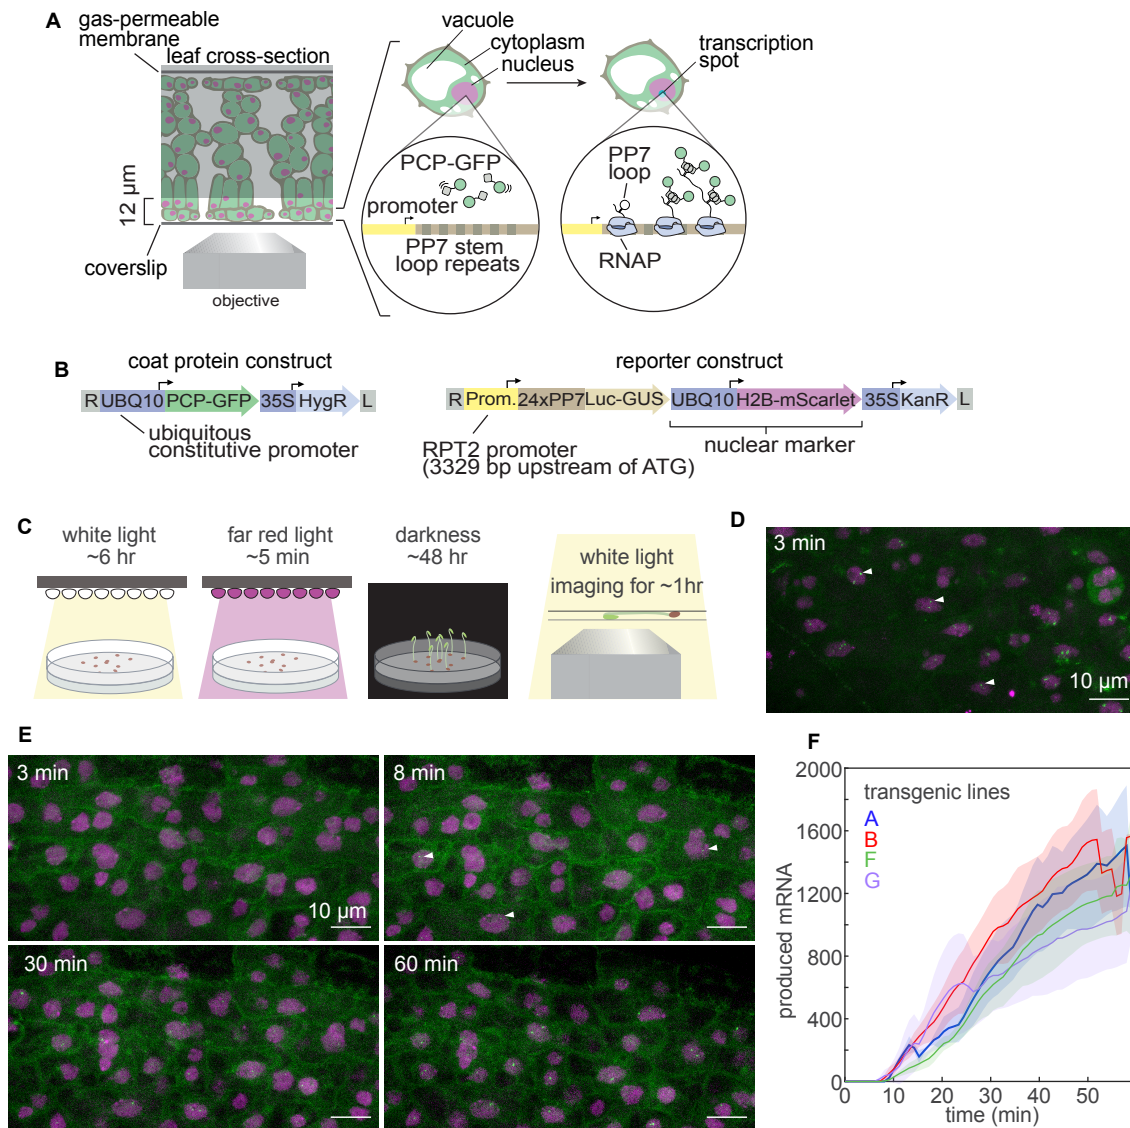 A
gas-permeable
membrane
leaf cross-section
12 µm
coverslip
objective
vacuole
cytoplasm
nucleus
transcription
spot
PCP-GFP
promoter
PP7 stem
loop repeats
PP7
loop
RNAP
B
coat protein construct
R UBQ10 PCP-GFP 35S HygR L
ubiquitous
constitutive promoter
reporter construct
R Prom. 24xPP7 Luc-GUS UBQ10 H2B-mScarlet 35S KanR L
RPT2 promoter
(3329 bp upstream of ATG)
nuclear marker
C
white light
~6 hr
far red light
~5 min
darkness
~48 hr
white light
imaging for ~1hr
D
3 min
10 µm
E
3 min
10 µm
8 min
30 min
60 min
F
transgenic lines
A
B
F
G
produced mRNA
2000
1600
1200
800
400
0
0 10 20 30 40 50
time (min)